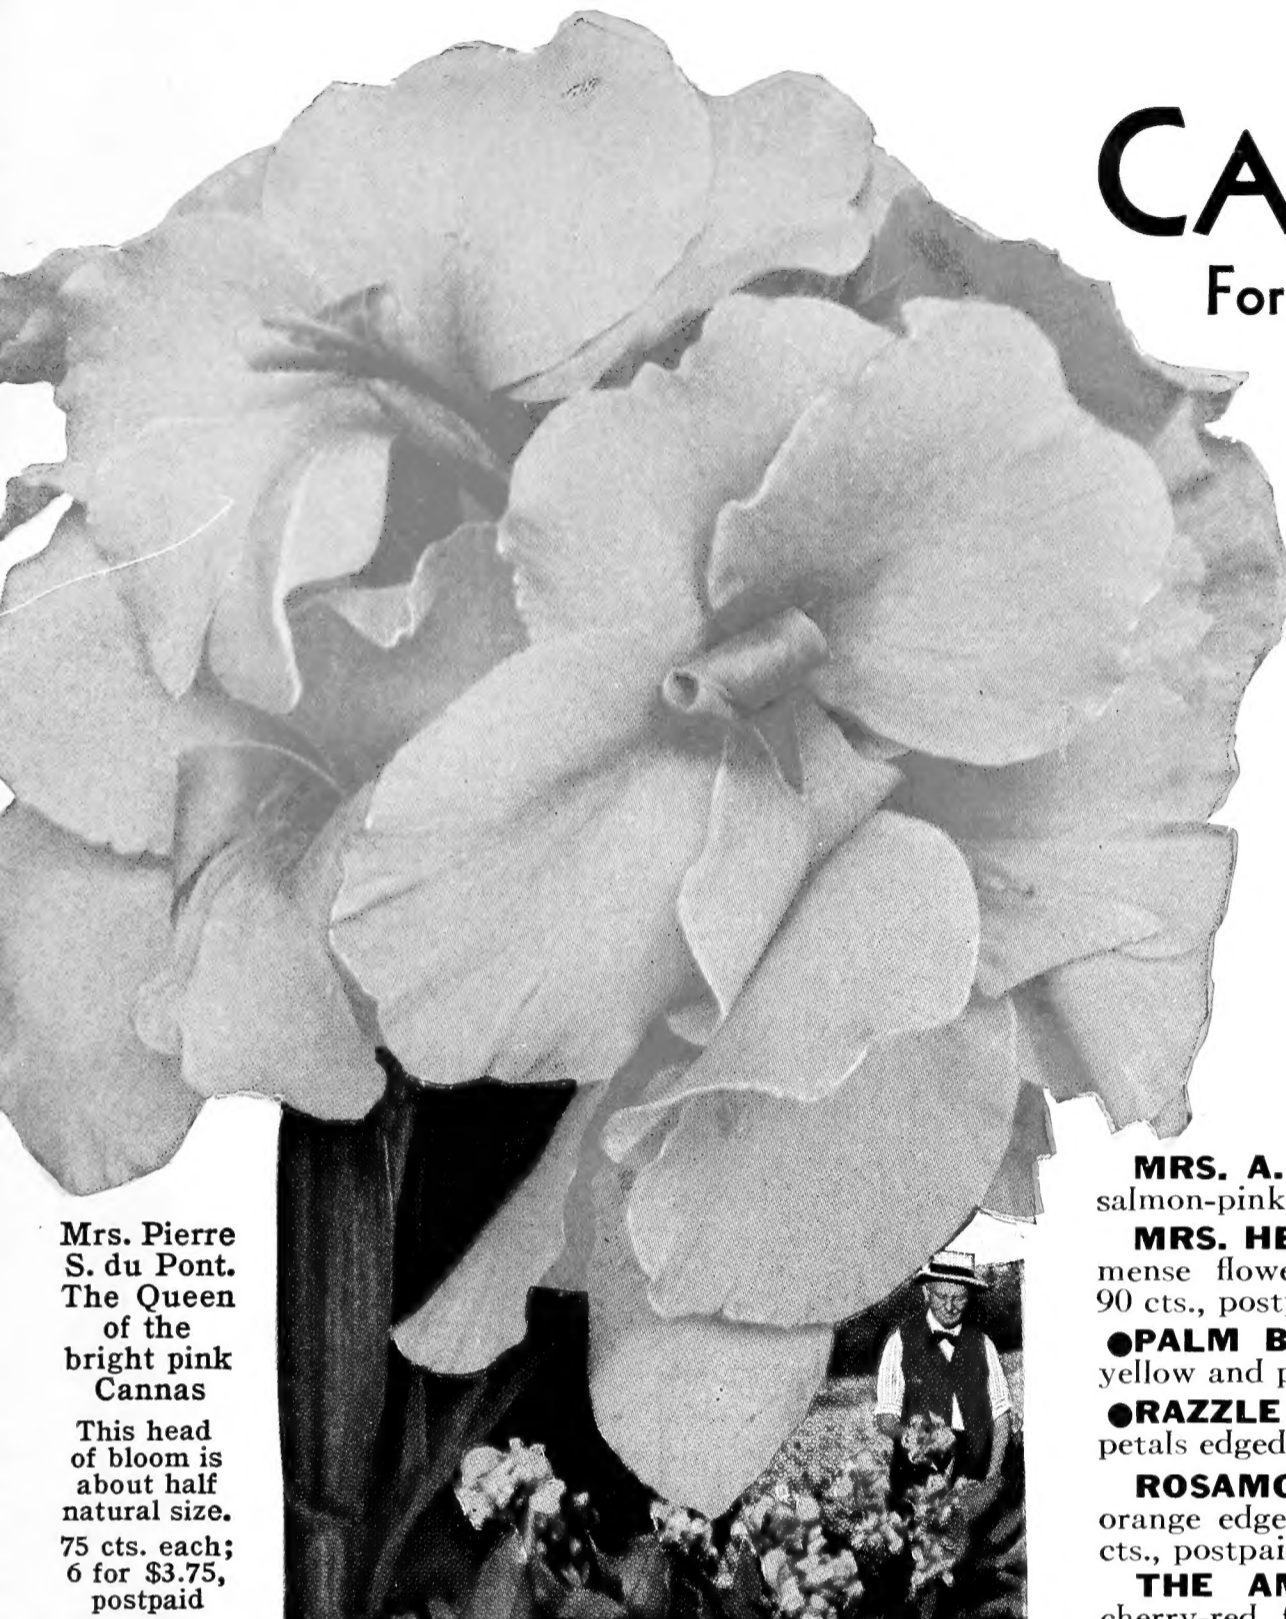 CA
For
Mrs. Pierre
S. du Pont.
The Queen
of the
bright pink
Cannas
This head
of bloom is
about half
natural size.
75 cts. each;
6 for $3.75,
postpaid
MRS. A.
salmon-pink
MRS. HE
mense flowe
90 cts., post
●PALM B
yellow and p
●RAZZLE
petals edged
ROSAMO
orange edge
cts., postpai
THE AM
cherry-red